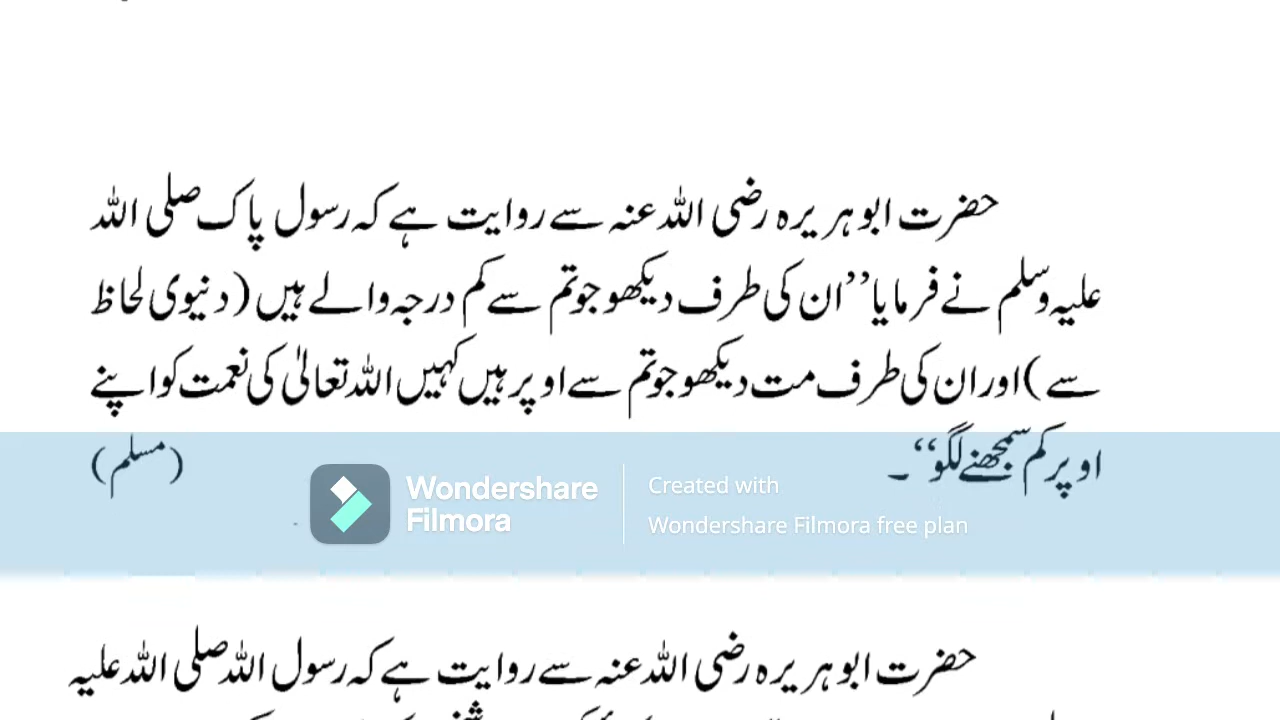 حضرت ابوہریرہ رضی اللہ عنہ سے روایت ہے کہ رسول پاک صلی اللہ
علیہ وسلم نے فرمایا ’’ان کی طرف دیکھو جو تم سے کم درجہ والے ہیں (دنیوی لحاظ
سے) اور ان کی طرف مت دیکھو جو تم سے اوپر ہیں کہیں اللہ تعالیٰ کی نعمت کو اپنے
اوپر کم سمجھنے لگو‘‘۔ (مسلم)
Wondershare Filmora
Created with
Wondershare Filmora free plan
حضرت ابوہریرہ رضی اللہ عنہ سے روایت ہے کہ رسول اللہ صلی اللہ علیہ